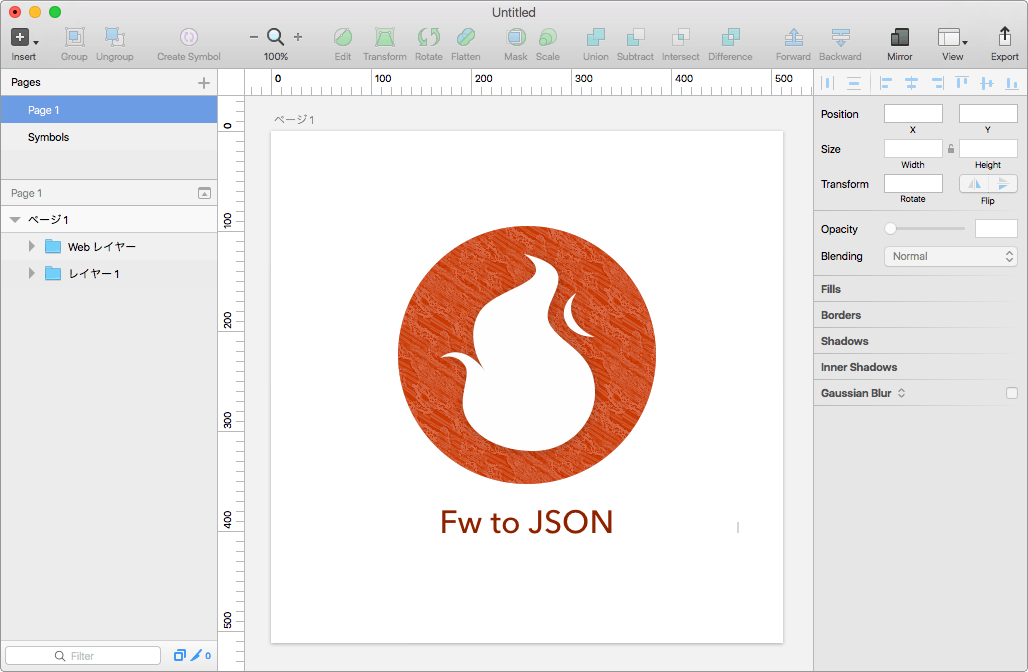 Untitled
Insert Group Ungroup Create Symbol 100% Edit Transform Rotate Flatten Mask Scale Union Subtract Intersect Difference Forward Backward Mirror View Export
Pages
Page 1
Symbols
Page 1
ページ1
Web レイヤー
レイヤー1
Filter
0
0 100 200 300 400 500
0
100
200
300
400
500
ページ1
Fw to JSON
Position
X Y
Size
Width Height
Transform
Rotate Flip
Opacity
Blending Normal
Fills
Borders
Shadows
Inner Shadows
Gaussian Blur